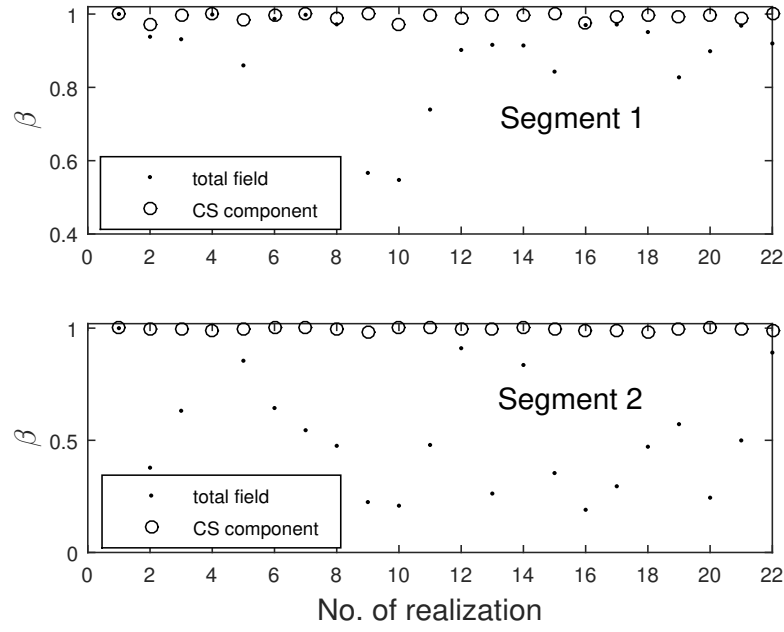 1
0.8
0.6
0.4
β
Segment 1
total field
CS component
0 2 4 6 8 10 12 14 16 18 20 22
1
0.5
0
β
Segment 2
total field
CS component
0 2 4 6 8 10 12 14 16 18 20 22
No. of realization